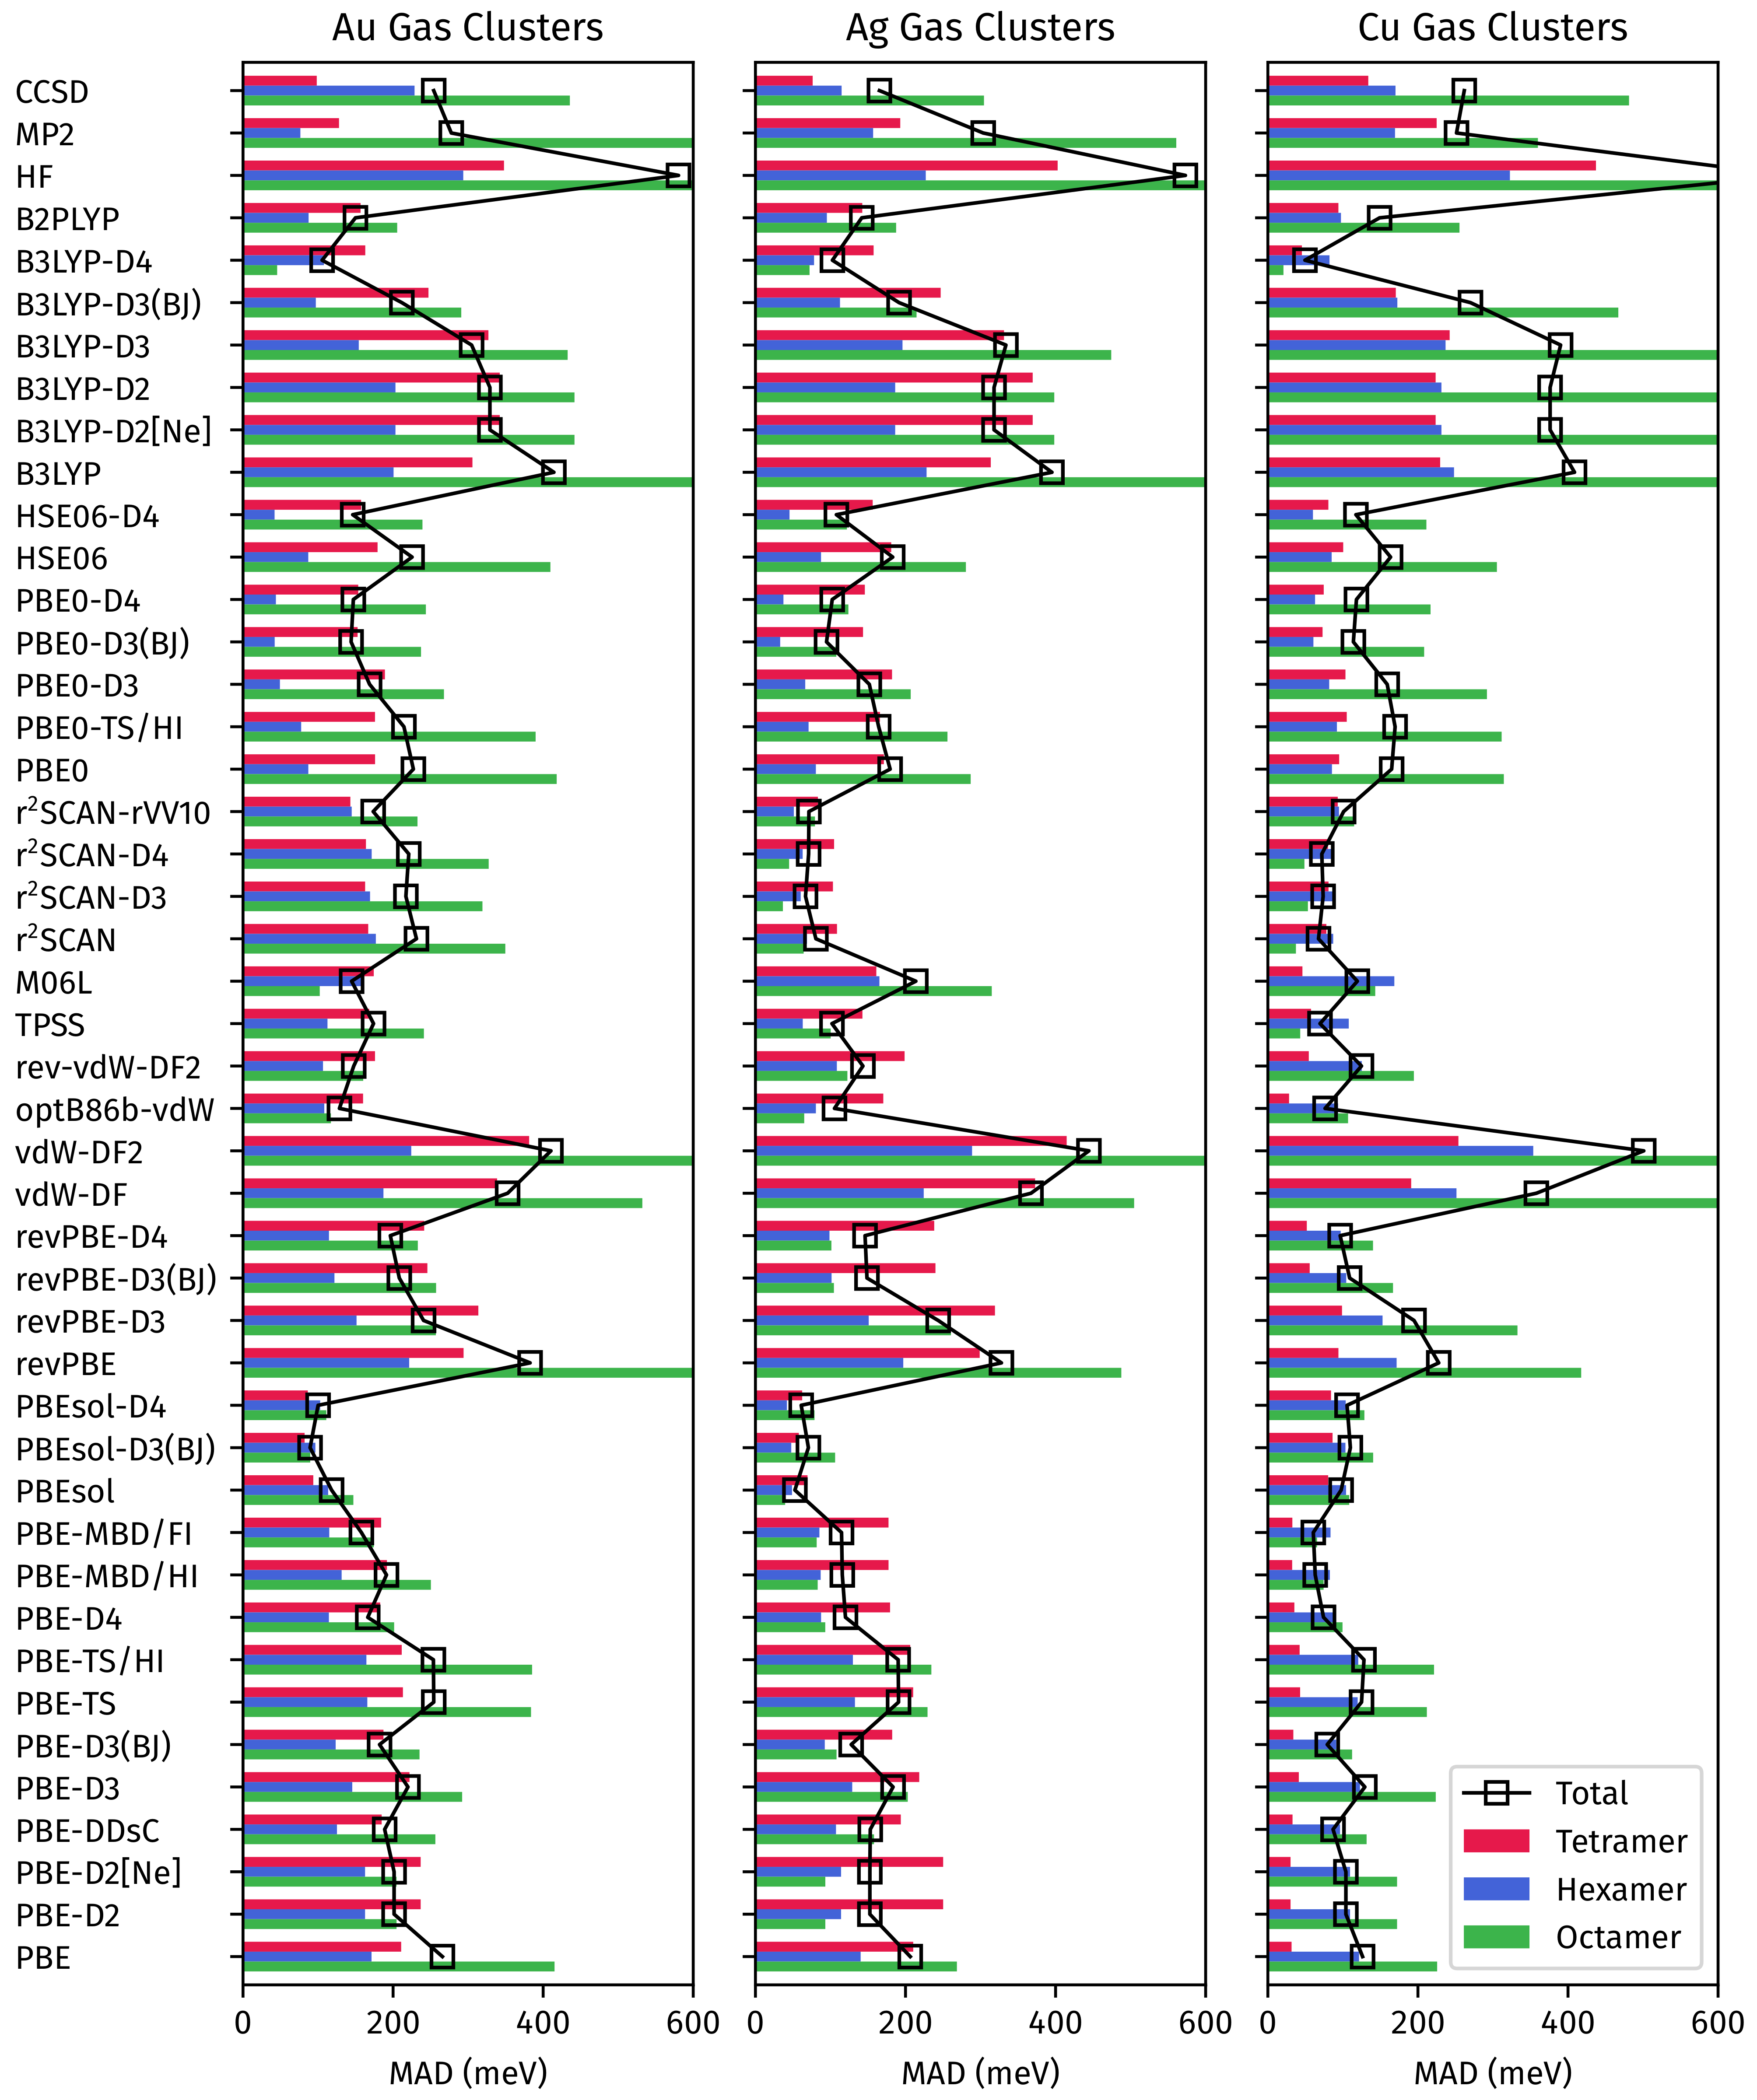 Au Gas Clusters
Ag Gas Clusters
Cu Gas Clusters
CCSD
MP2
HF
B2PLYP
B3LYP-D4
B3LYP-D3(BJ)
B3LYP-D3
B3LYP-D2
B3LYP-D2[Ne]
B3LYP
HSE06-D4
HSE06
PBE0-D4
PBE0-D3(BJ)
PBE0-D3
PBE0-TS/HI
PBE0
r²SCAN-rVV10
r²SCAN-D4
r²SCAN-D3
r²SCAN
M06L
TPSS
rev-vdW-DF2
optB86b-vdW
vdW-DF2
vdW-DF
revPBE-D4
revPBE-D3(BJ)
revPBE-D3
revPBE
PBEsol-D4
PBEsol-D3(BJ)
PBEsol
PBE-MBD/FI
PBE-MBD/HI
PBE-D4
PBE-TS/HI
PBE-TS
PBE-D3(BJ)
PBE-D3
PBE-DDsC
PBE-D2[Ne]
PBE-D2
PBE
Total
Tetramer
Hexamer
Octamer
0 200 400 600
0 200 400 600
0 200 400 600
MAD (meV)
MAD (meV)
MAD (meV)